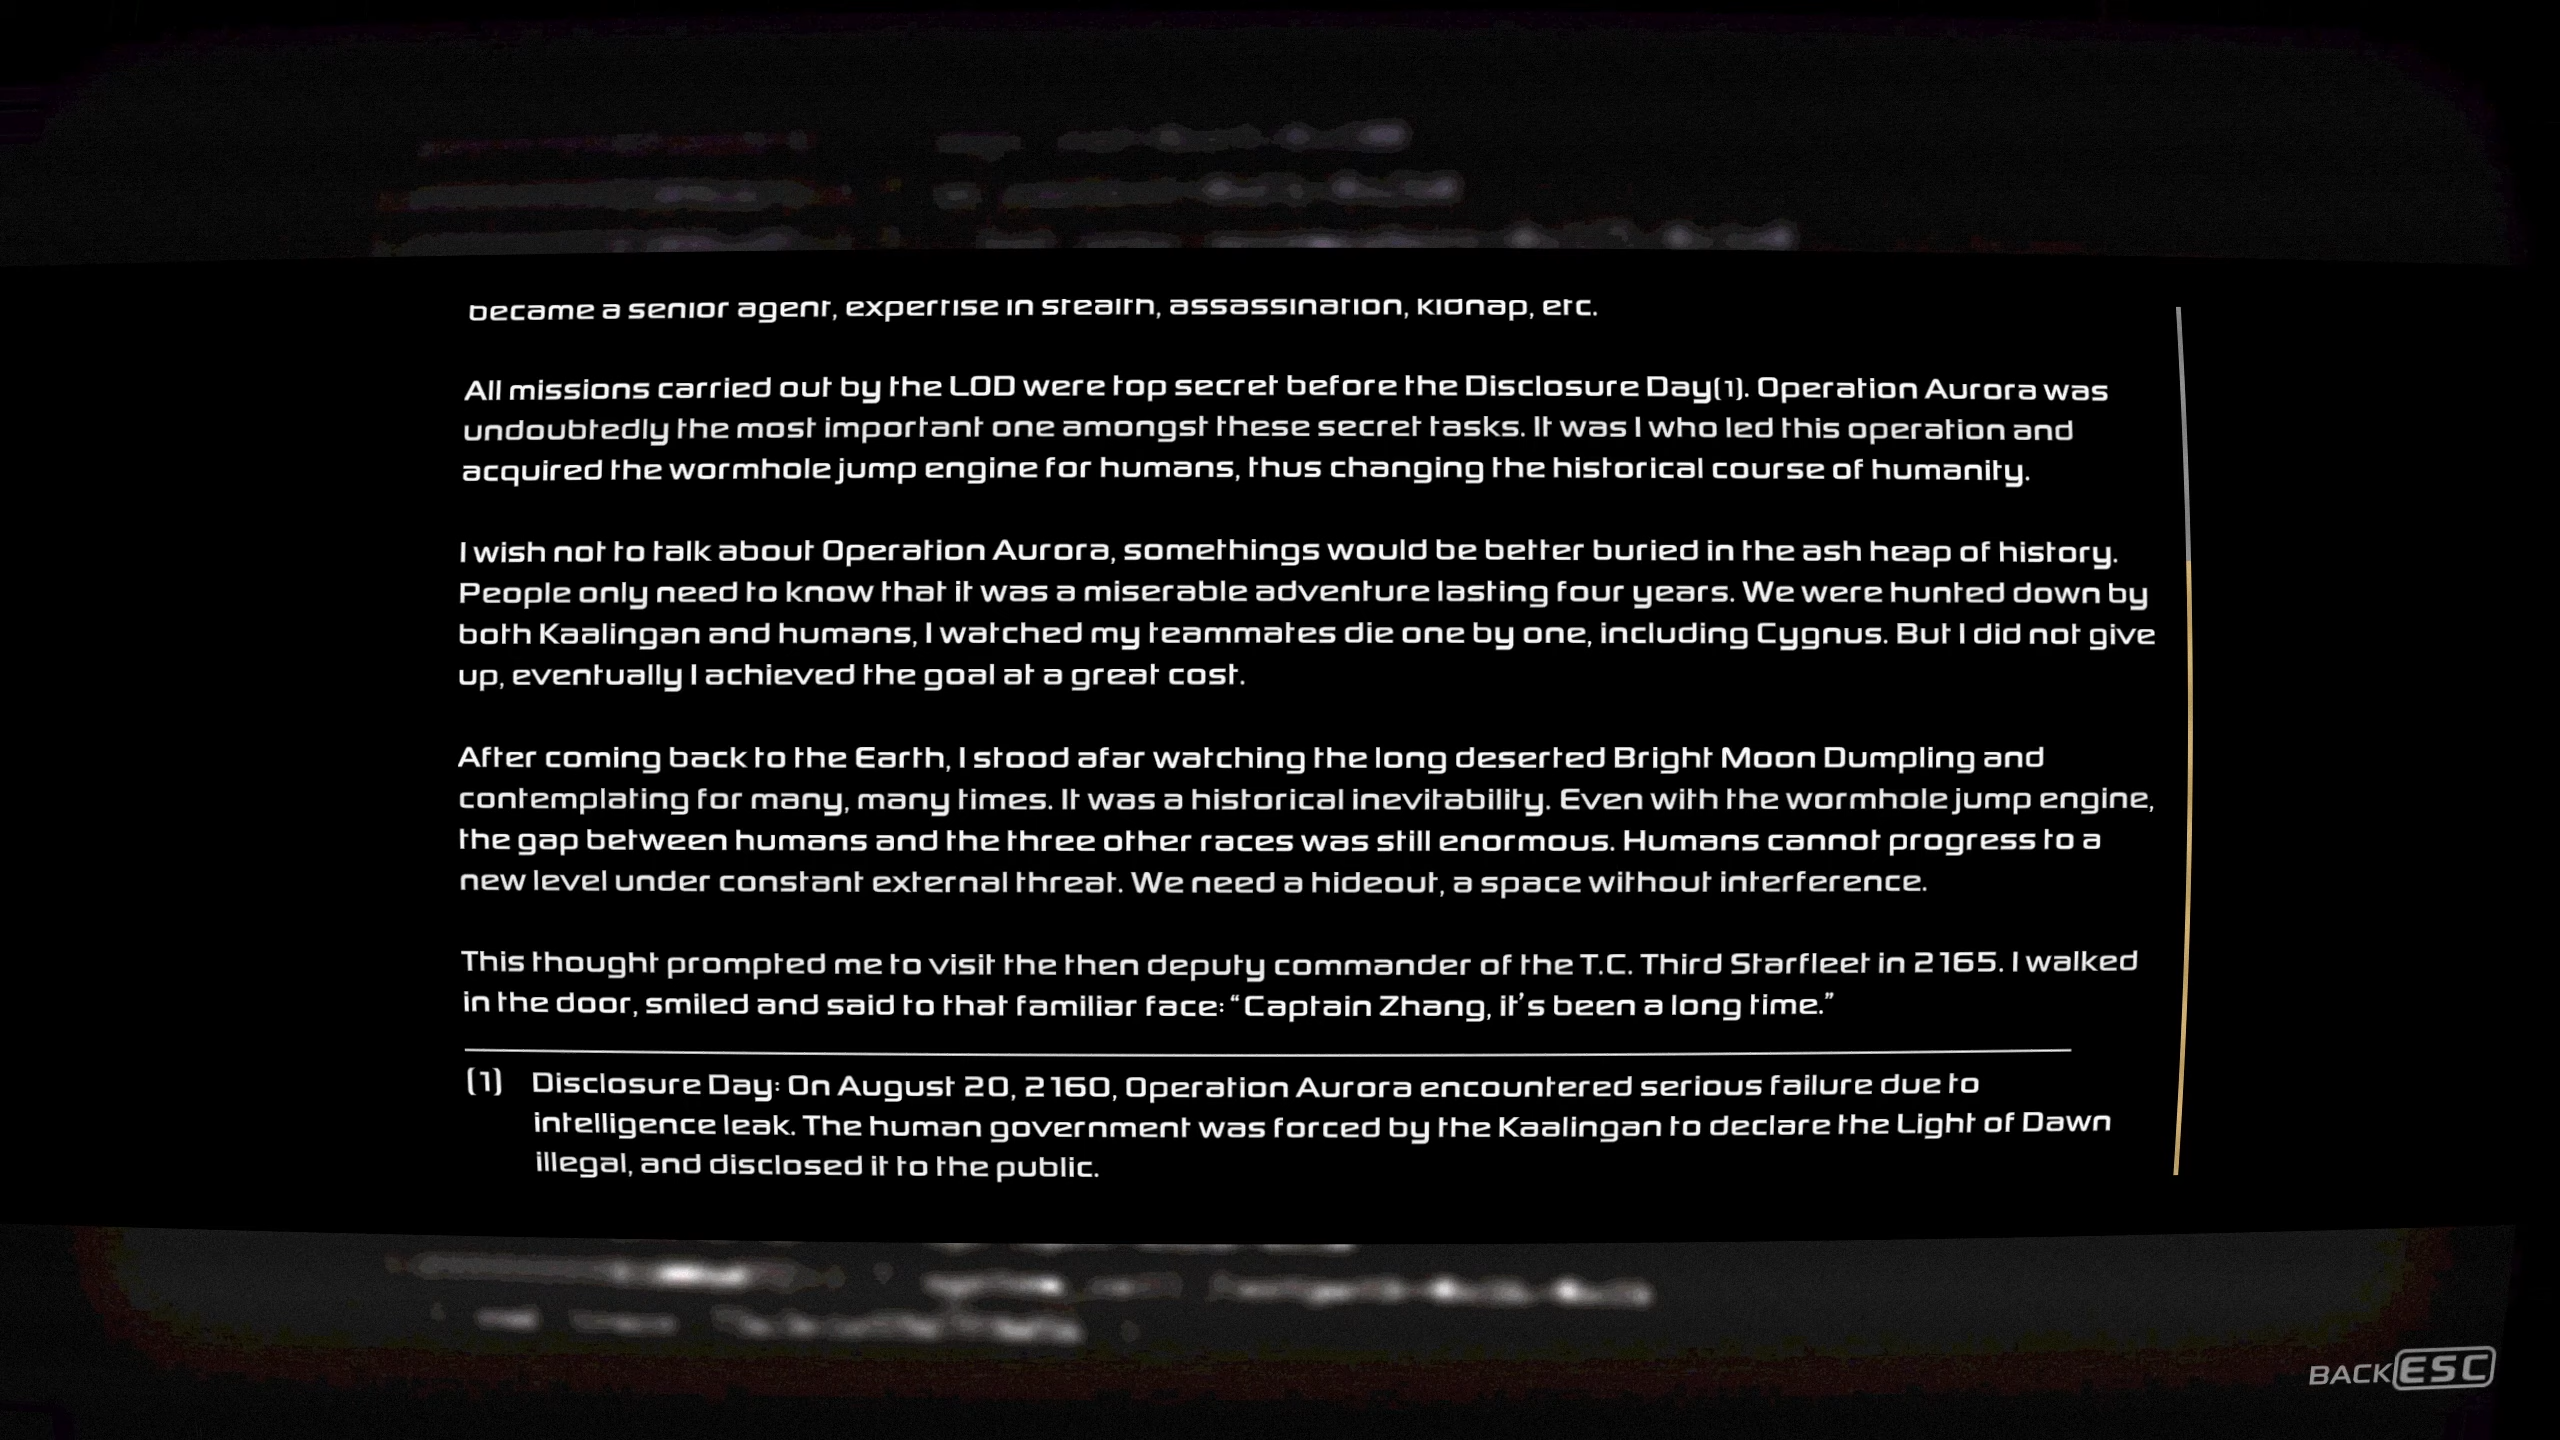 became a senior agent, expertise in stealth, assassination, kidnap, etc.
All missions carried out by the LOD were top secret before the Disclosure Day(1). Operation Aurora was
undoubtedly the most important one amongst these secret tasks. It was I who led this operation and
acquired the wormhole jump engine for humans, thus changing the historical course of humanity.
I wish not to talk about Operation Aurora, somethings would be better buried in the ash heap of history.
People only need to know that it was a miserable adventure lasting four years. We were hunted down by
both Kaalingan and humans, I watched my teammates die one by one, including Cygnus. But I did not give
up, eventually I achieved the goal at a great cost.
After coming back to the Earth, I stood afar watching the long deserted Bright Moon Dumpling and
contemplating for many, many times. It was a historical inevitability. Even with the wormhole jump engine,
the gap between humans and the three other races was still enormous. Humans cannot progress to a
new level under constant external threat. We need a hideout, a space without interference.
This thought prompted me to visit the then deputy commander of the T.C. Third Starfleet in 2165. I walked
in the door, smiled and said to that familiar face: “Captain Zhang, it’s been a long time.”
(1) Disclosure Day: On August 20, 2160, Operation Aurora encountered serious failure due to
intelligence leak. The human government was forced by the Kaalingan to declare the Light of Dawn
illegal, and disclosed it to the public.
BACK ESC